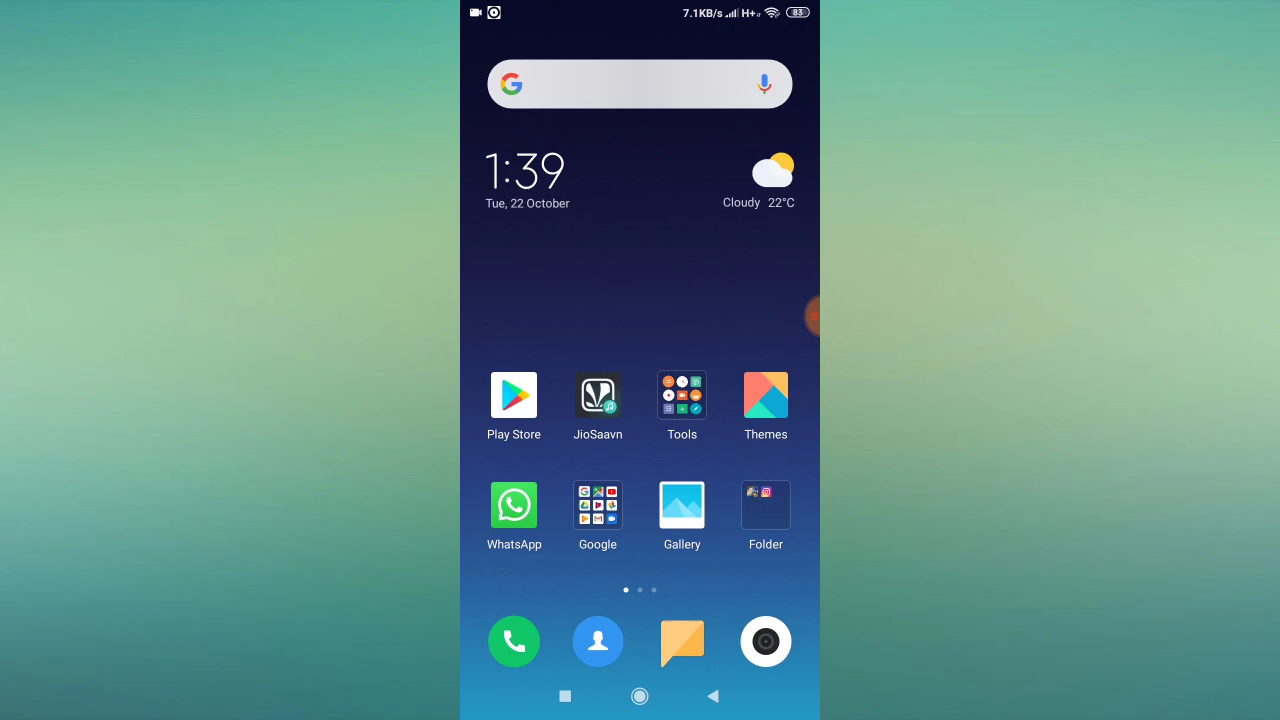 7.1KB/s H+ 83
1:39
Tue, 22 October
Cloudy 22°C
Play Store JioSaavn Tools Themes
WhatsApp Google Gallery Folder